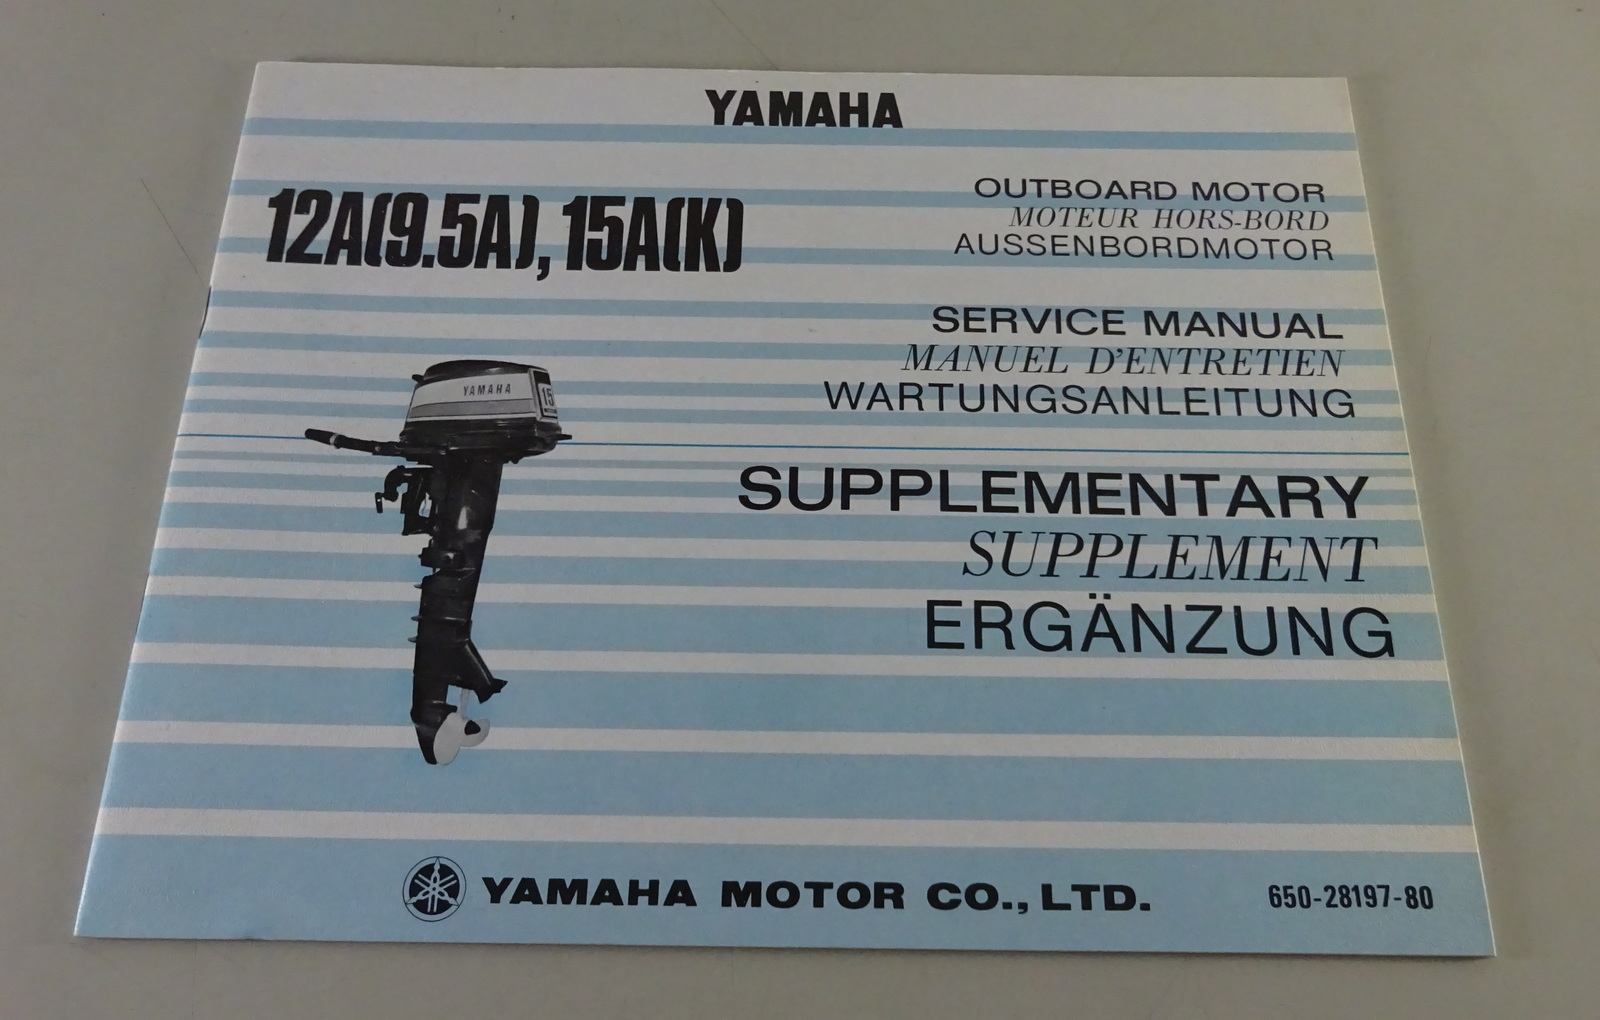 YAMAHA
12A(9.5A), 15A(K)
OUTBOARD MOTOR
MOTEUR HORS-BORD
AUSSENBORDMOTOR
SERVICE MANUAL
MANUEL D'ENTRETIEN
WARTUNGSANLEITUNG
YAMAHA 15
SUPPLEMENTARY
SUPPLEMENT
ERGÄNZUNG
YAMAHA MOTOR CO., LTD.
650-28197-80